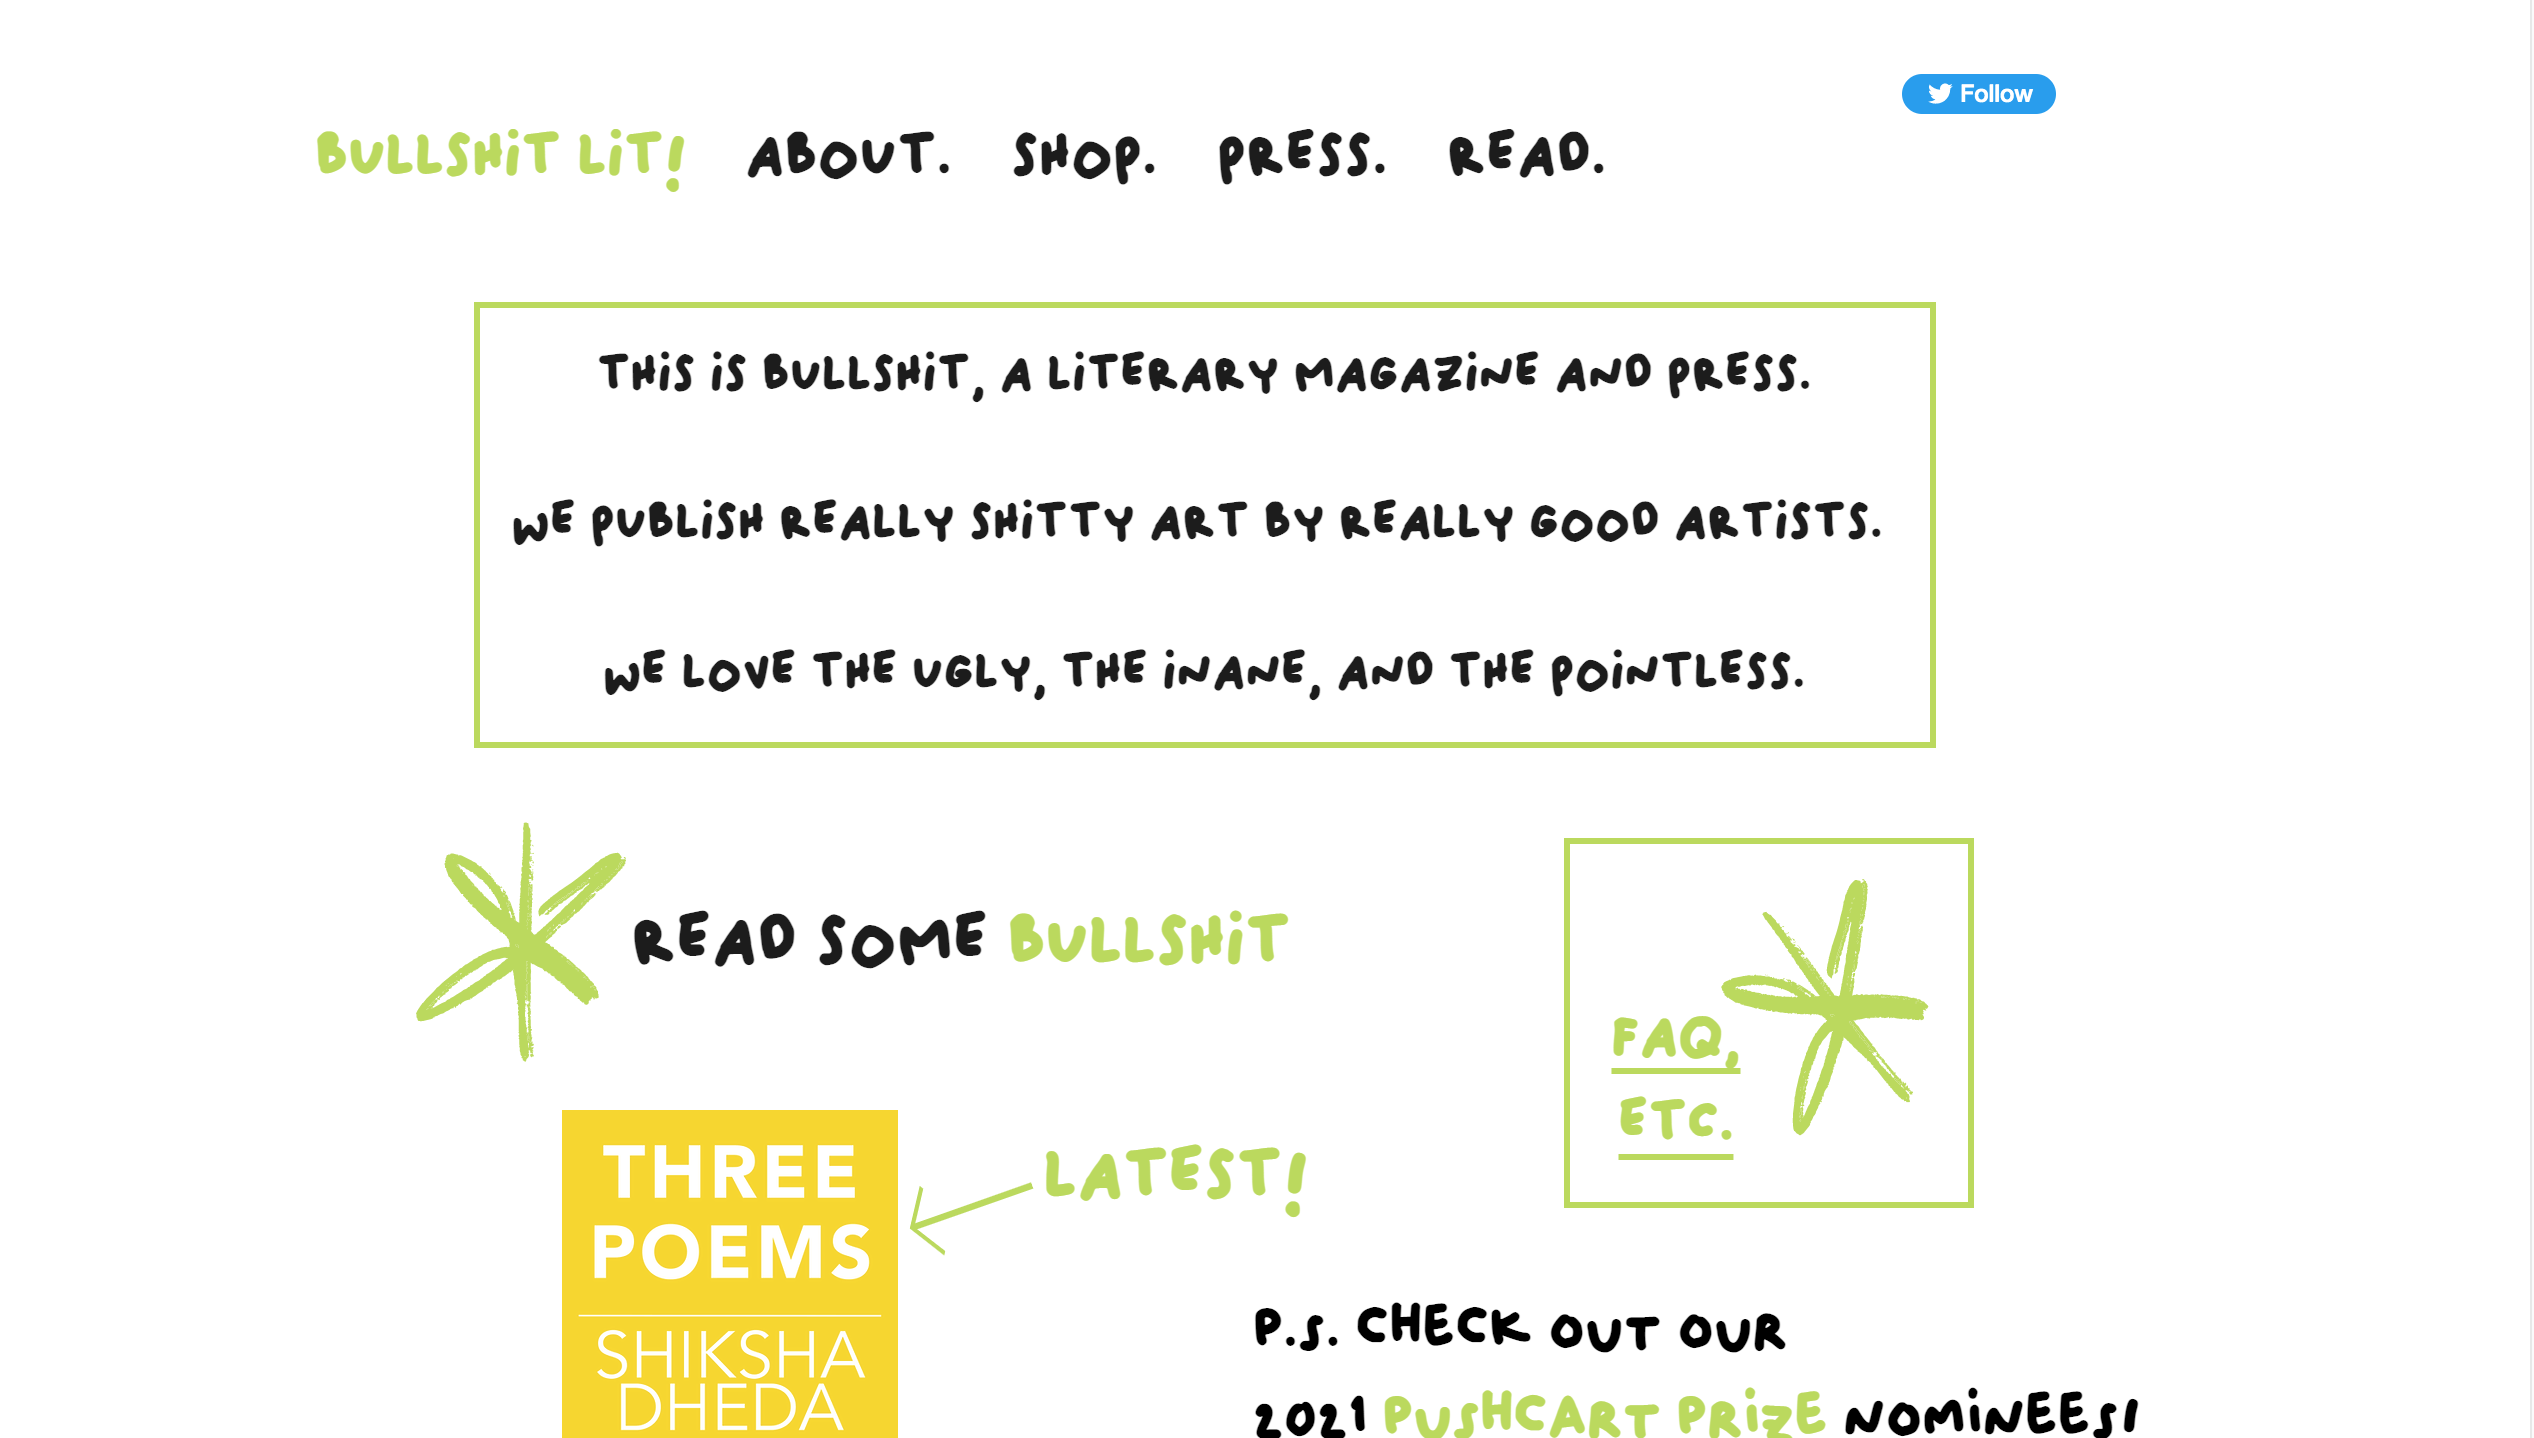 Follow
BULLSHiT LiT! ABOUT. SHOP. PRESS. READ.
THiS iS BULLSHiT, A LiTERARY MAGAZiNE AND PRESS.
WE PUBLiSH REALLY SHiTTY ART BY REALLY GOOD ARTiSTS.
WE LOVE THE UGLY, THE iNANE, AND THE POiNTLESS.
READ SOME BULLSHiT
FAQ,
ETC.
LATEST!
THREE
POEMS
SHIKSHA
DHEDA
P.S. CHECK OUT OUR
2021 PUSHCART PRiZE NOMiNEES!